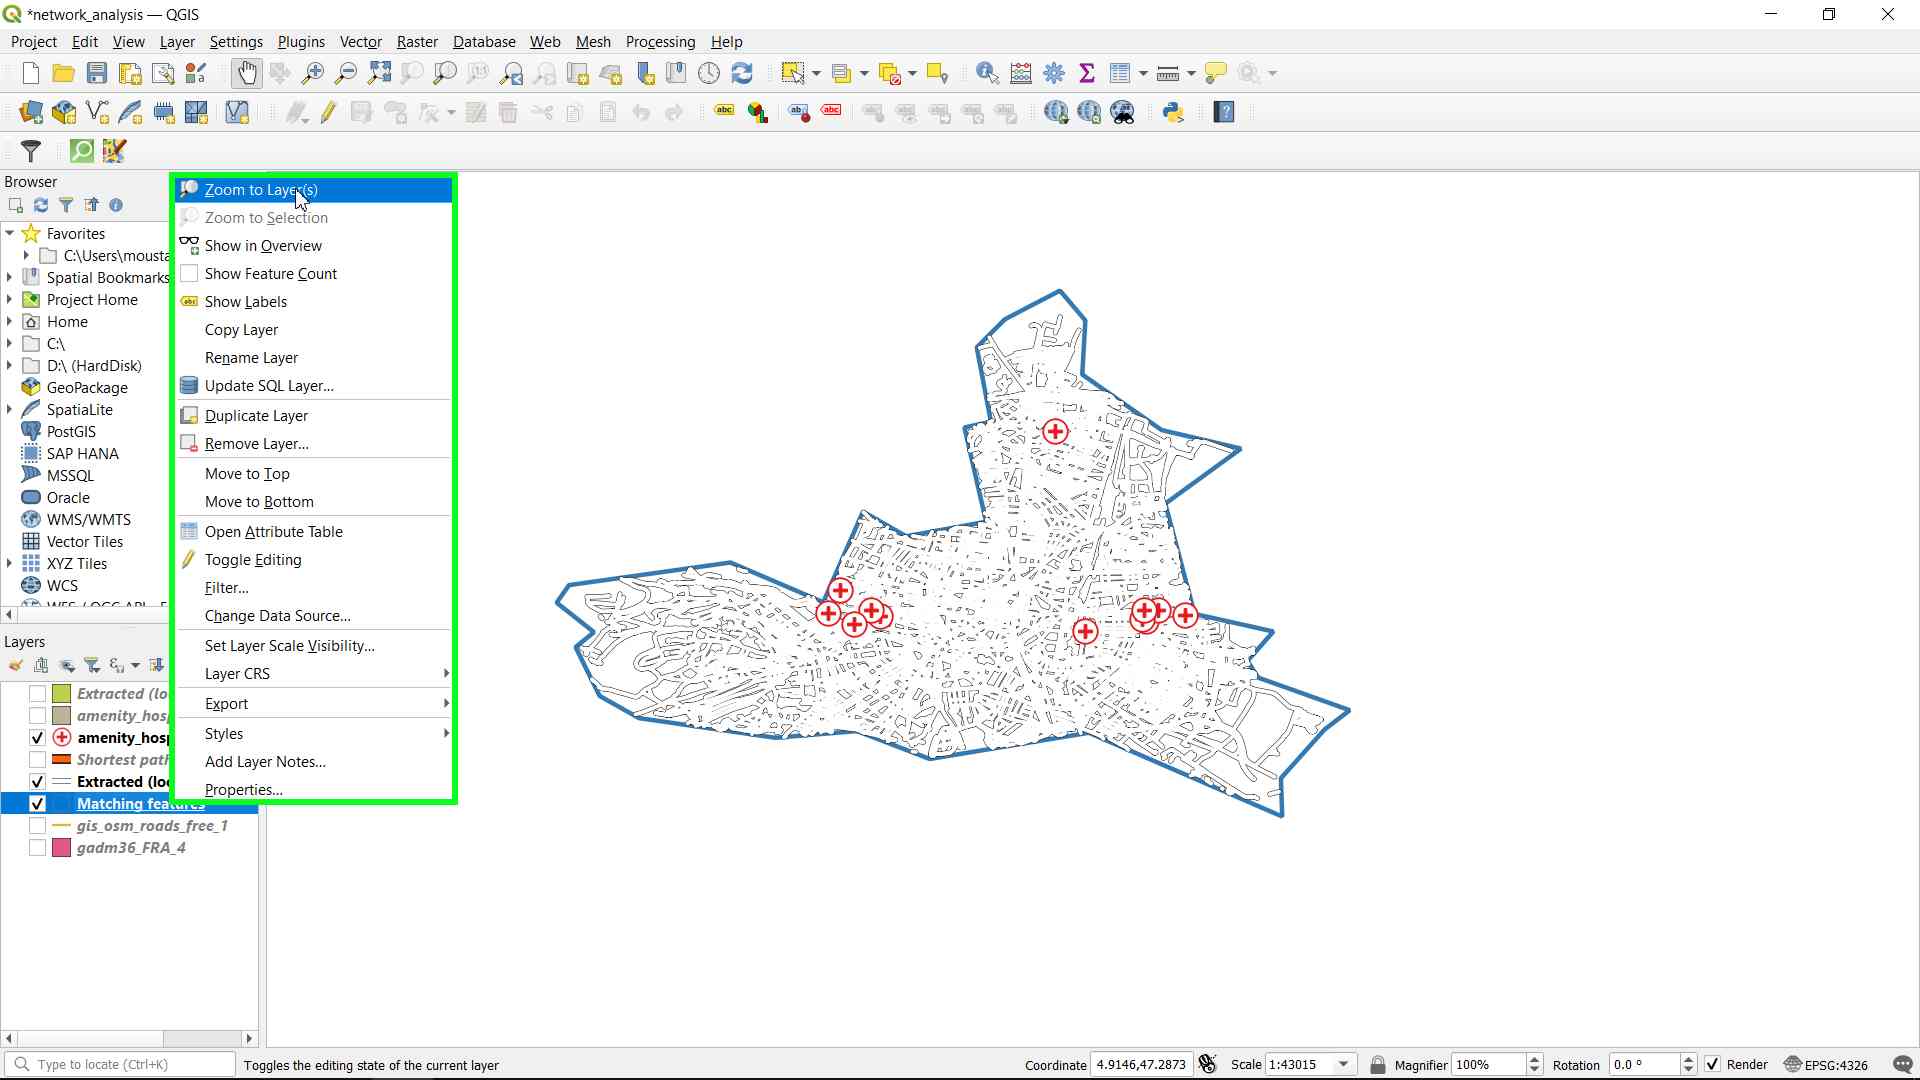 *network_analysis — QGIS
Project Edit View Layer Settings Plugins Vector Raster Database Web Mesh Processing Help
Browser
Favorites
C:\Users\mousta
Spatial Bookmarks
Project Home
Home
C:\
D:\ (HardDisk)
GeoPackage
SpatiaLite
PostGIS
SAP HANA
MSSQL
Oracle
WMS/WMTS
Vector Tiles
XYZ Tiles
WCS
Zoom to Layer(s)
Zoom to Selection
Show in Overview
Show Feature Count
Show Labels
Copy Layer
Rename Layer
Update SQL Layer...
Duplicate Layer
Remove Layer...
Move to Top
Move to Bottom
Open Attribute Table
Toggle Editing
Filter...
Change Data Source...
Set Layer Scale Visibility...
Layer CRS
Export
Styles
Add Layer Notes...
Properties...
Layers
Extracted (lo
amenity_hosp
amenity_hosp
Shortest path
Extracted (loc
Matching features
gis_osm_roads_free_1
gadm36_FRA_4
Type to locate (Ctrl+K) Toggles the editing state of the current layer Coordinate 4.9146,47.2873 Scale 1:43015 Magnifier 100% Rotation 0.0 ° Render EPSG:4326